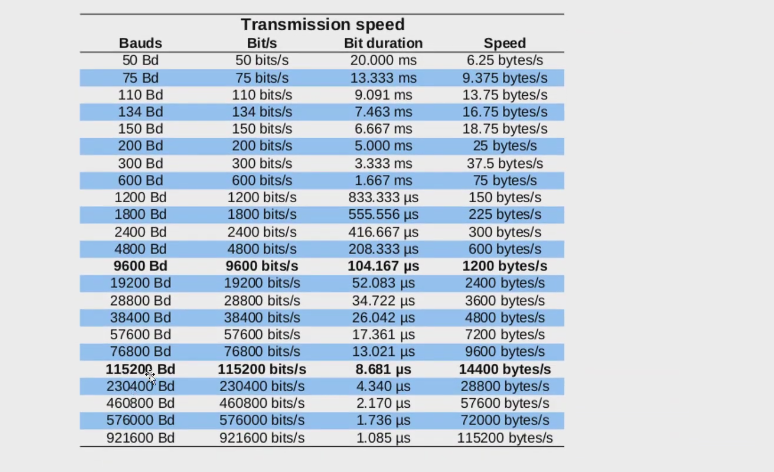 Transmission speed
Bauds Bit/s Bit duration Speed
50 Bd 50 bits/s 20.000 ms 6.25 bytes/s
75 Bd 75 bits/s 13.333 ms 9.375 bytes/s
110 Bd 110 bits/s 9.091 ms 13.75 bytes/s
134 Bd 134 bits/s 7.463 ms 16.75 bytes/s
150 Bd 150 bits/s 6.667 ms 18.75 bytes/s
200 Bd 200 bits/s 5.000 ms 25 bytes/s
300 Bd 300 bits/s 3.333 ms 37.5 bytes/s
600 Bd 600 bits/s 1.667 ms 75 bytes/s
1200 Bd 1200 bits/s 833.333 µs 150 bytes/s
1800 Bd 1800 bits/s 555.556 µs 225 bytes/s
2400 Bd 2400 bits/s 416.667 µs 300 bytes/s
4800 Bd 4800 bits/s 208.333 µs 600 bytes/s
9600 Bd 9600 bits/s 104.167 µs 1200 bytes/s
19200 Bd 19200 bits/s 52.083 µs 2400 bytes/s
28800 Bd 28800 bits/s 34.722 µs 3600 bytes/s
38400 Bd 38400 bits/s 26.042 µs 4800 bytes/s
57600 Bd 57600 bits/s 17.361 µs 7200 bytes/s
76800 Bd 76800 bits/s 13.021 µs 9600 bytes/s
115200 Bd 115200 bits/s 8.681 µs 14400 bytes/s
230400 Bd 230400 bits/s 4.340 µs 28800 bytes/s
460800 Bd 460800 bits/s 2.170 µs 57600 bytes/s
576000 Bd 576000 bits/s 1.736 µs 72000 bytes/s
921600 Bd 921600 bits/s 1.085 µs 115200 bytes/s